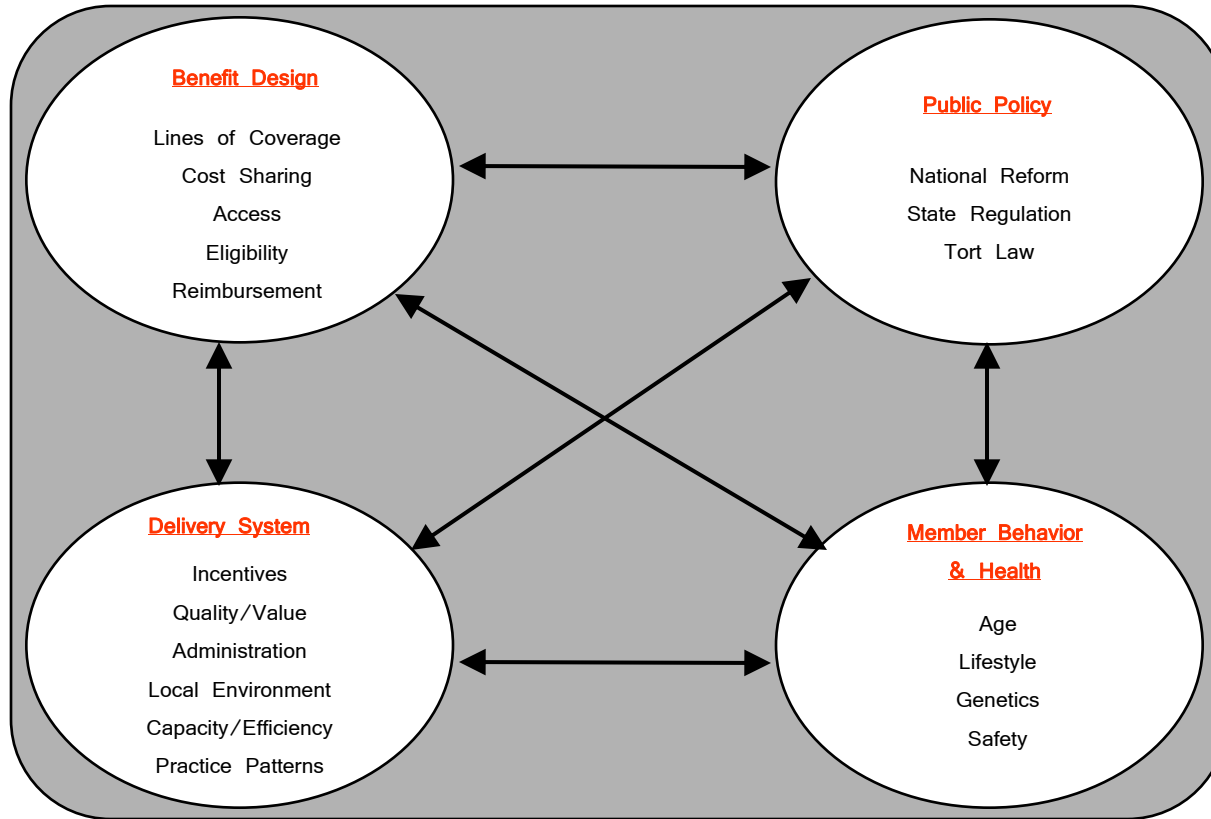 Benefit Design
Lines of Coverage
Cost Sharing
Access
Eligibility
Reimbursement
Public Policy
National Reform
State Regulation
Tort Law
Delivery System
Incentives
Quality/Value
Administration
Local Environment
Capacity/Efficiency
Practice Patterns
Member Behavior
& Health
Age
Lifestyle
Genetics
Safety